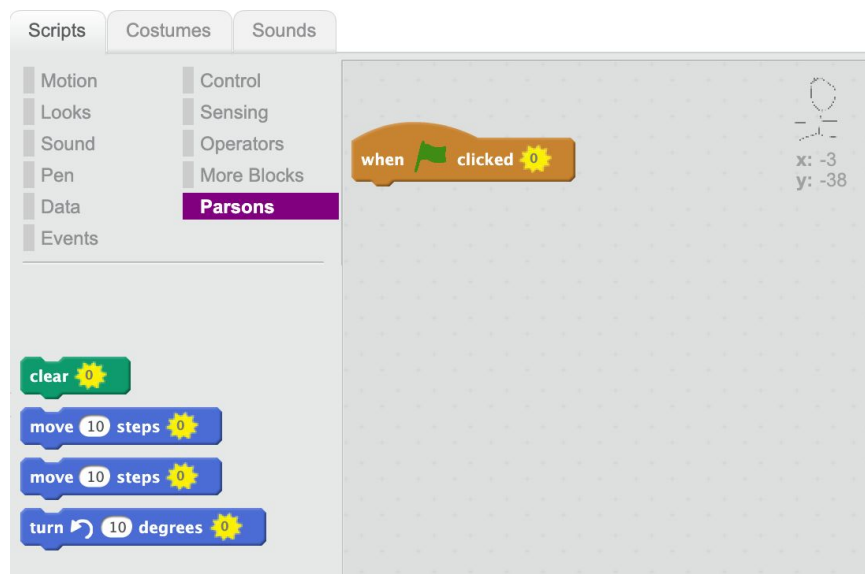 Scripts Costumes Sounds
Motion Control
Looks Sensing
Sound Operators
Pen More Blocks
Data Parsons
Events
when clicked 0
x: -3
y: -38
clear 0
move 10 steps 0
move 10 steps 0
turn 10 degrees 0